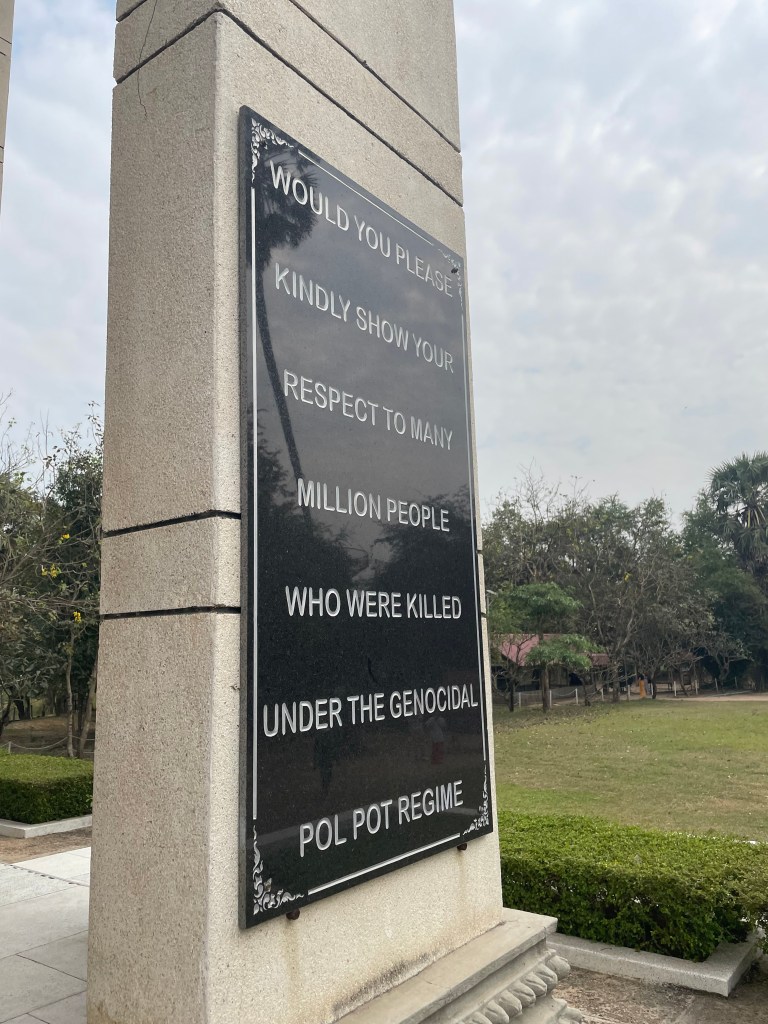 WOULD YOU PLEASE
KINDLY SHOW YOUR
RESPECT TO MANY
MILLION PEOPLE
WHO WERE KILLED
UNDER THE GENOCIDAL
POL POT REGIME